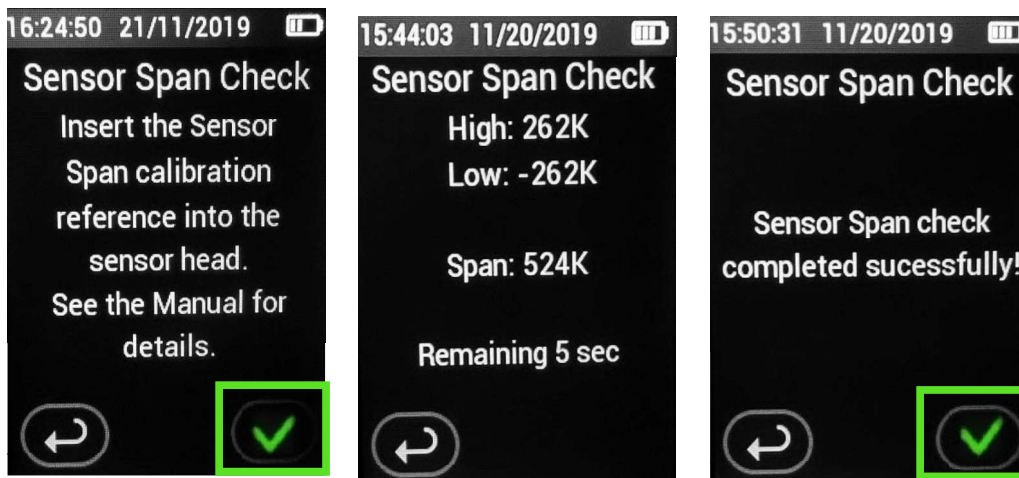 16:24:50 21/11/2019
Sensor Span Check
Insert the Sensor
Span calibration
reference into the
sensor head.
See the Manual for
details.
15:44:03 11/20/2019
Sensor Span Check
High: 262K
Low: -262K
Span: 524K
Remaining 5 sec
15:50:31 11/20/2019
Sensor Span Check
Sensor Span check
completed sucessfully!